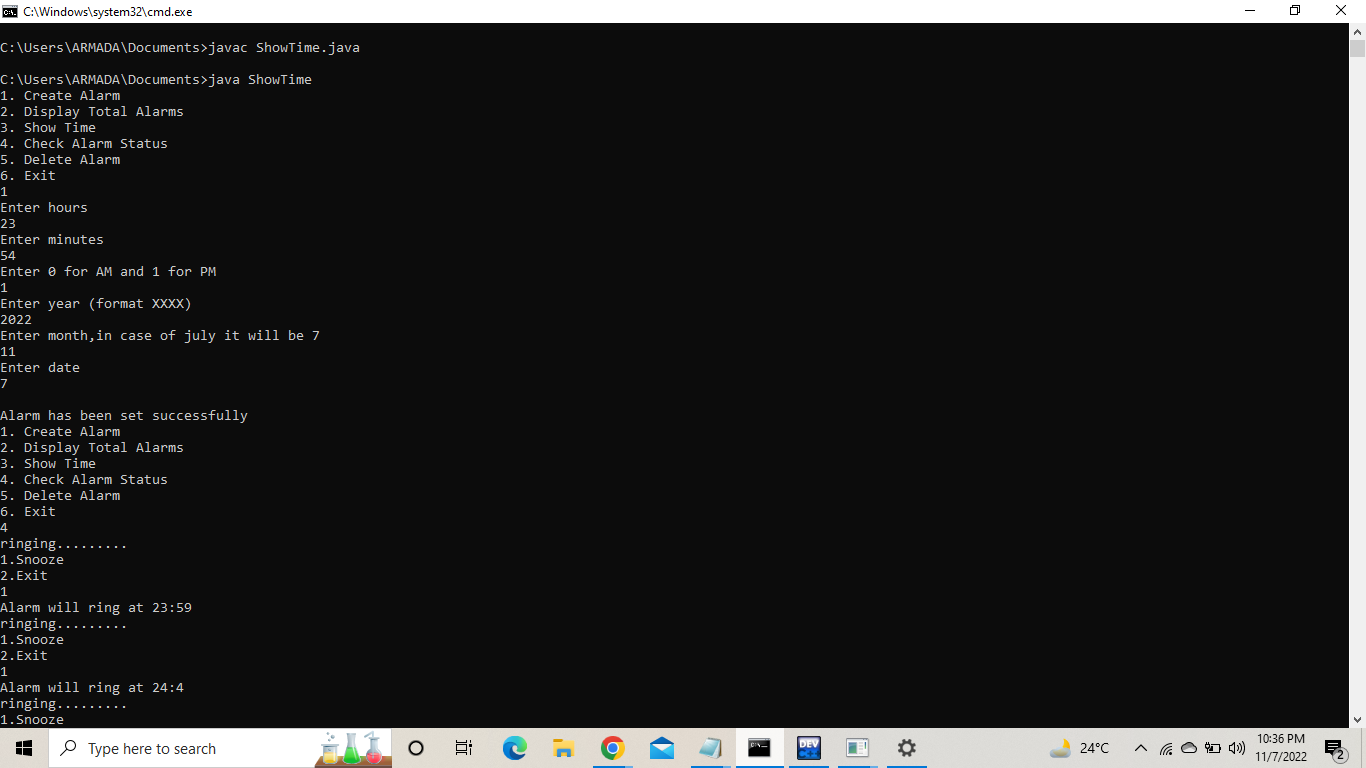 C:\Windows\system32\cmd.exe
C:\Users\ARMADA\Documents>javac ShowTime.java
C:\Users\ARMADA\Documents>java ShowTime
1. Create Alarm
2. Display Total Alarms
3. Show Time
4. Check Alarm Status
5. Delete Alarm
6. Exit
1
Enter hours
23
Enter minutes
54
Enter 0 for AM and 1 for PM
1
Enter year (format XXXX)
2022
Enter month,in case of july it will be 7
11
Enter date
7
Alarm has been set successfully
1. Create Alarm
2. Display Total Alarms
3. Show Time
4. Check Alarm Status
5. Delete Alarm
6. Exit
4
ringing.........
1.Snooze
2.Exit
1
Alarm will ring at 23:59
ringing.........
1.Snooze
2.Exit
1
Alarm will ring at 24:4
ringing.........
1.Snooze
Type here to search
DEV
24°C
10:36 PM
11/7/2022
2